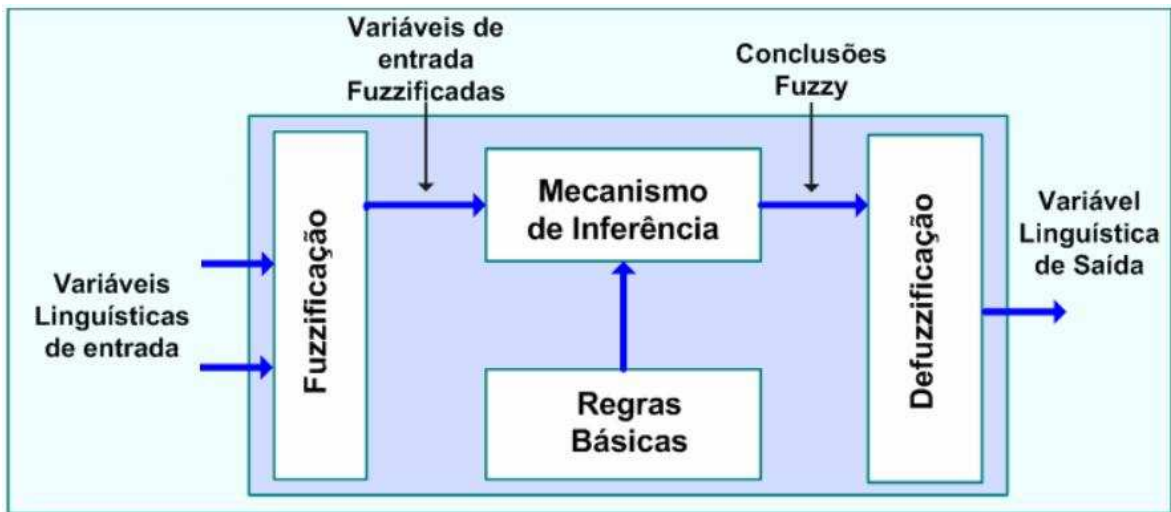 Variáveis de
entrada
Fuzzificadas
Conclusões
Fuzzy
Variáveis
Linguísticas
de entrada
Fuzzificação
Mecanismo
de Inferência
Regras
Básicas
Defuzzificação
Variável
Linguística
de Saída